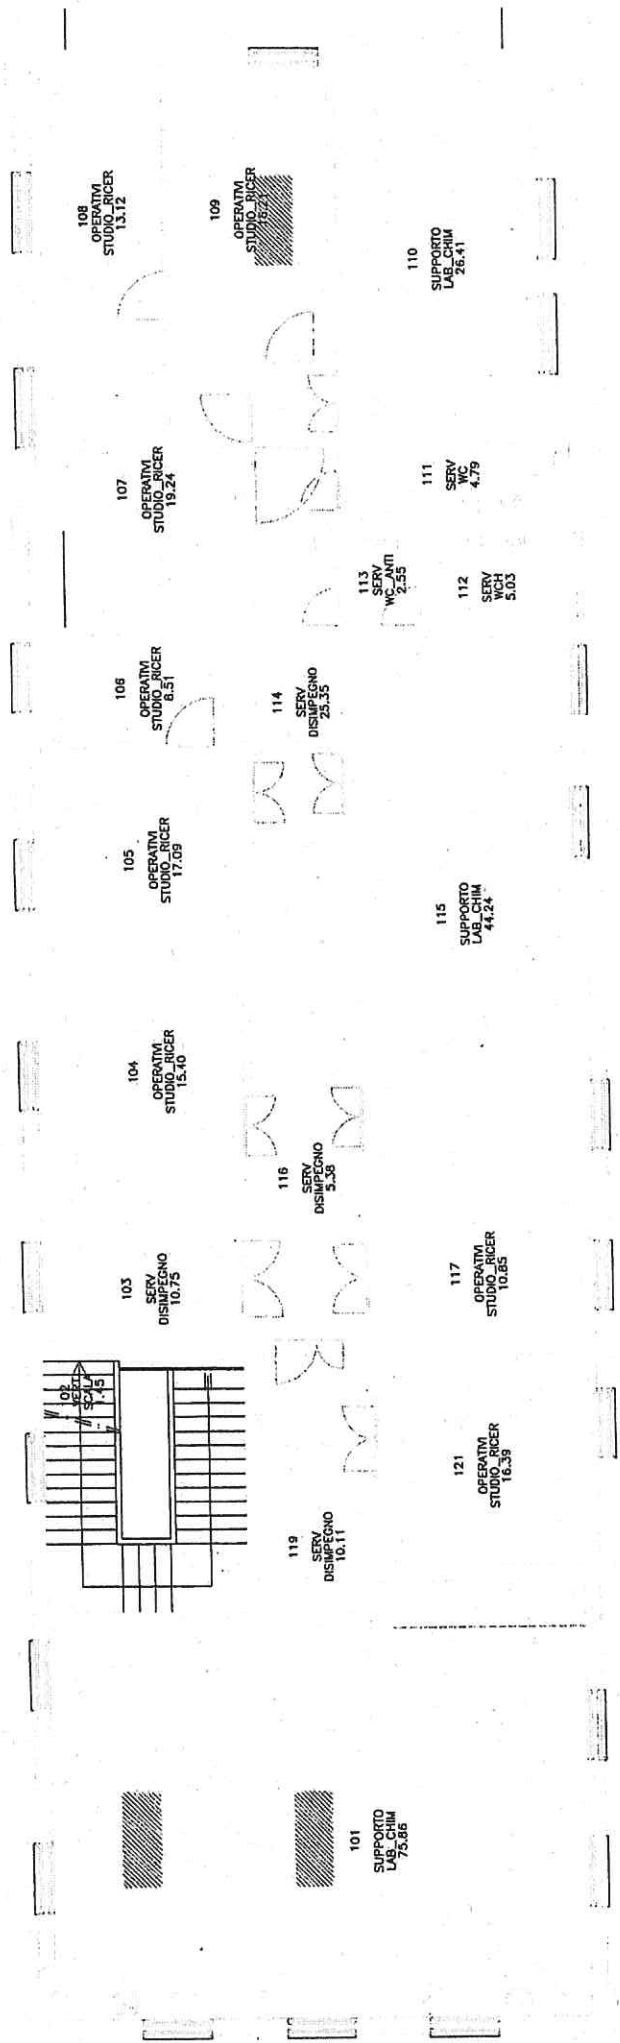 108
OPERATIVI
STUDIO_RICER
13.12
109
OPERATIVI
STUDIO_RICER
110
SUPPORTO
LAB_CHIM
26.41
107
OPERATIVI
STUDIO_RICER
19.24
111
SERV
WC
4.79
113
SERV
WC_ANTI
2.55
112
SERV
WCH
5.03
106
OPERATIVI
STUDIO_RICER
8.51
114
SERV
DISIMPEGNO
25.35
105
OPERATIVI
STUDIO_RICER
17.09
115
SUPPORTO
LAB_CHIM
44.24
104
OPERATIVI
STUDIO_RICER
15.40
116
SERV
DISIMPEGNO
5.38
103
SERV
DISIMPEGNO
10.75
117
OPERATIVI
STUDIO_RICER
10.85
02
VERT
SCALA
119
SERV
DISIMPEGNO
10.11
121
OPERATIVI
STUDIO_RICER
16.39
101
SUPPORTO
LAB_CHIM
75.86